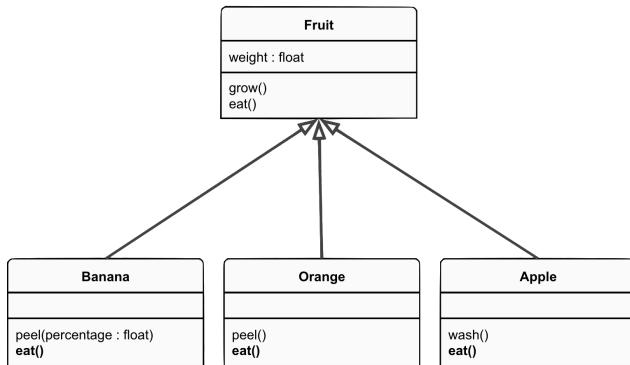 Fruit
weight : float
grow()
eat()
Banana
peel(percentage : float)
eat()
Orange
peel()
eat()
Apple
wash()
eat()